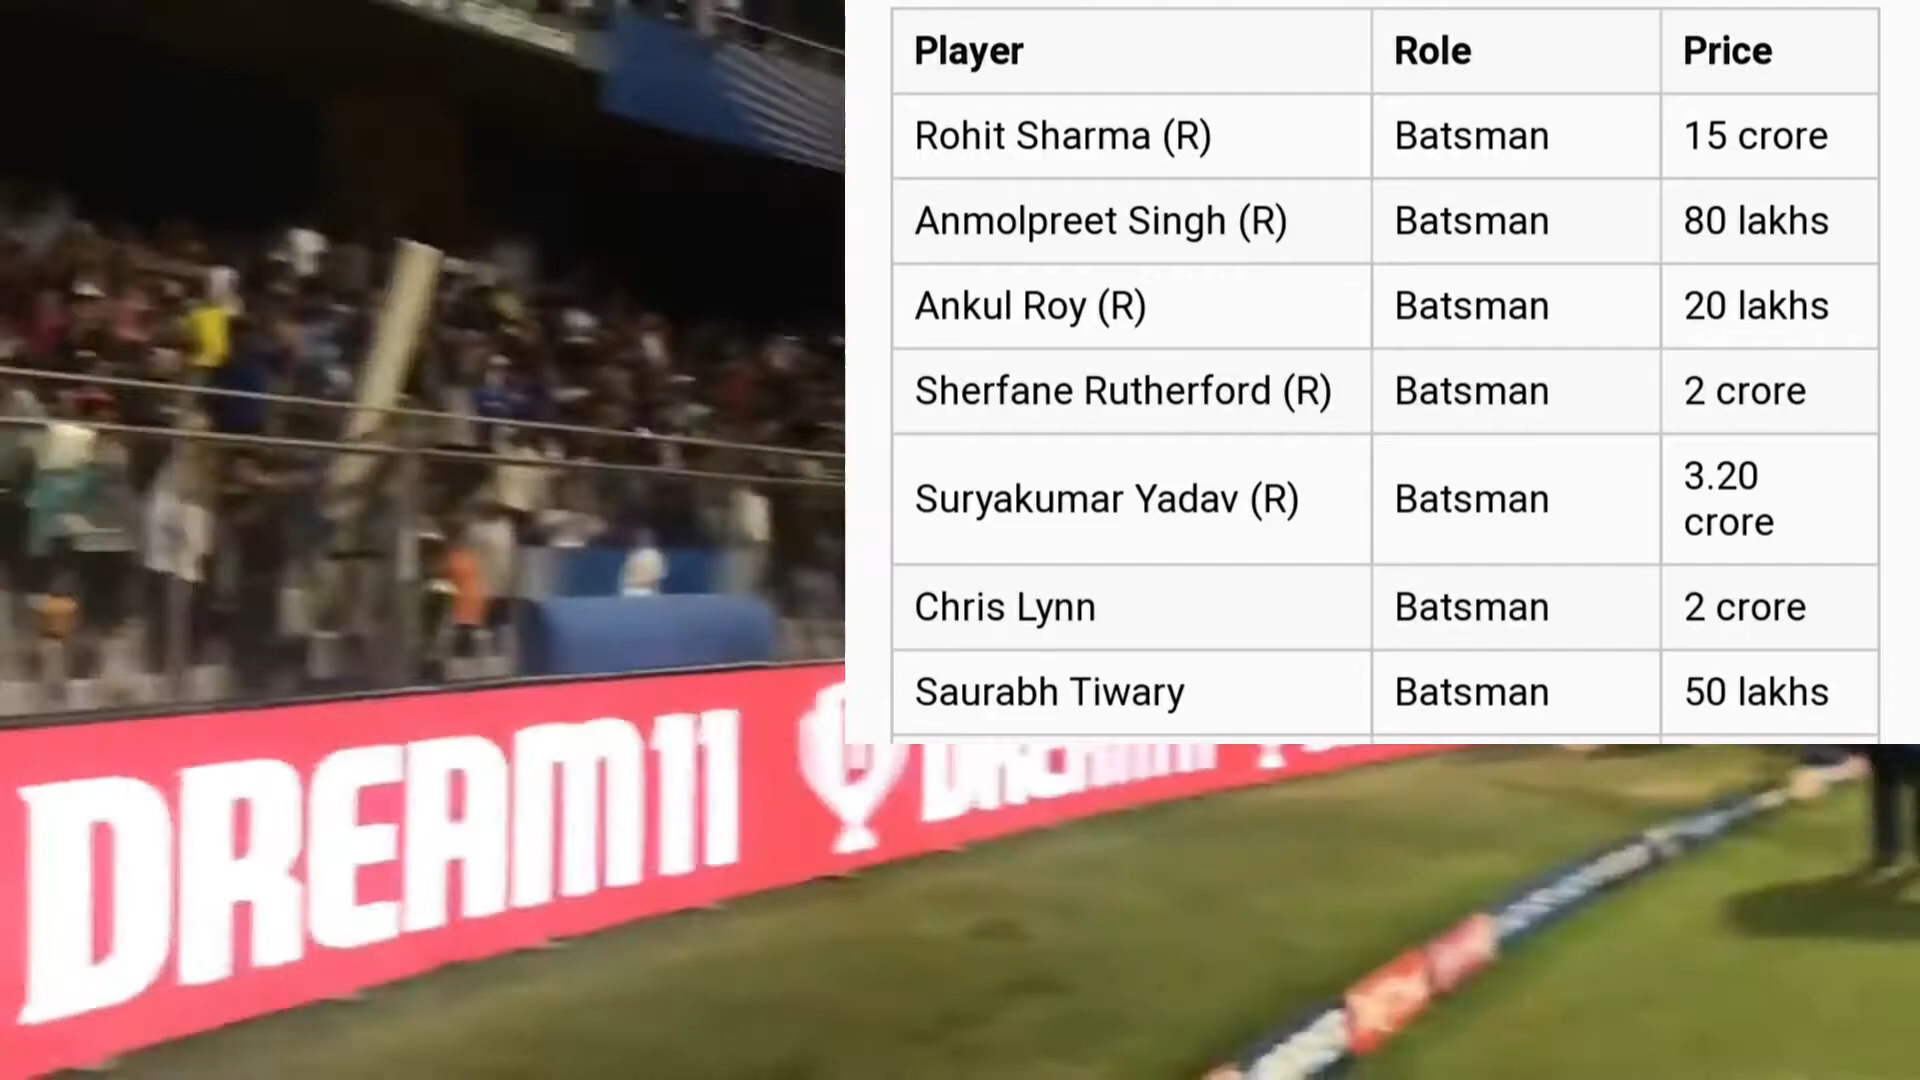 Player Role Price
Rohit Sharma (R) Batsman 15 crore
Anmolpreet Singh (R) Batsman 80 lakhs
Ankul Roy (R) Batsman 20 lakhs
Sherfane Rutherford (R) Batsman 2 crore
Suryakumar Yadav (R) Batsman 3.20
crore
Chris Lynn Batsman 2 crore
Saurabh Tiwary Batsman 50 lakhs
DREAM11